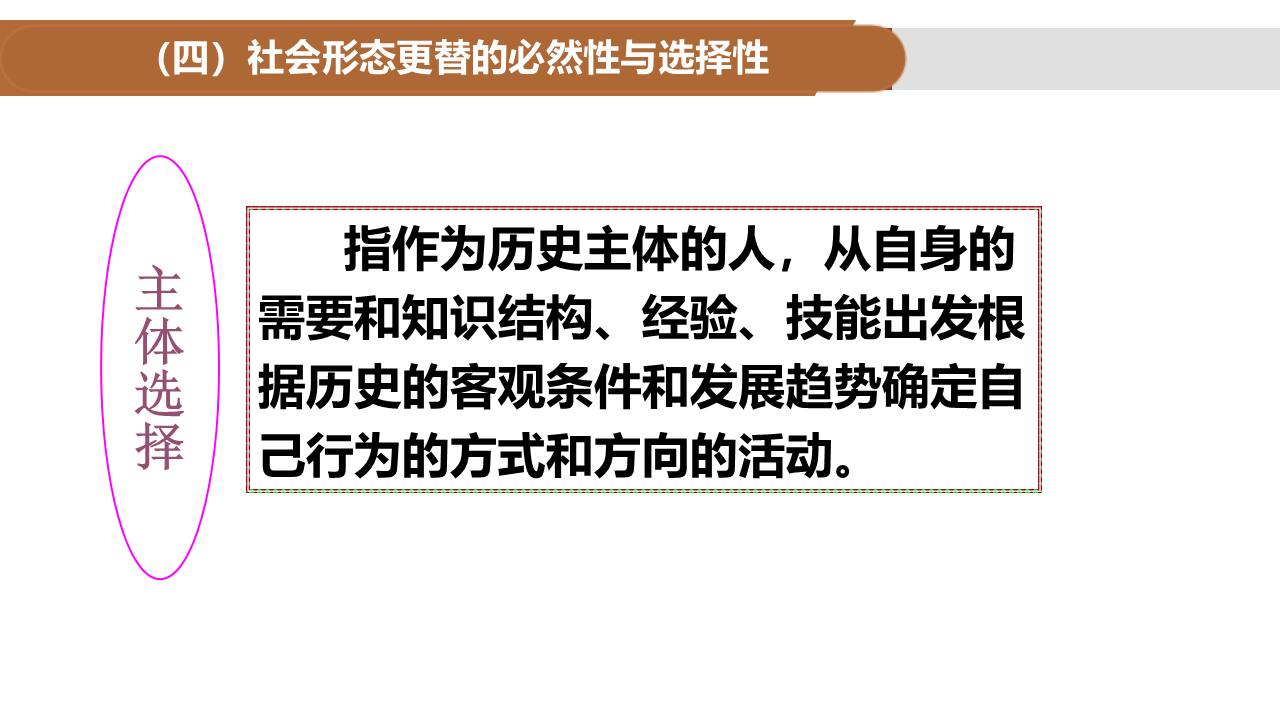 （四）社会形态更替的必然性与选择性
主
体
选
择
指作为历史主体的人，从自身的
需要和知识结构、经验、技能出发根
据历史的客观条件和发展趋势确定自
己行为的方式和方向的活动。